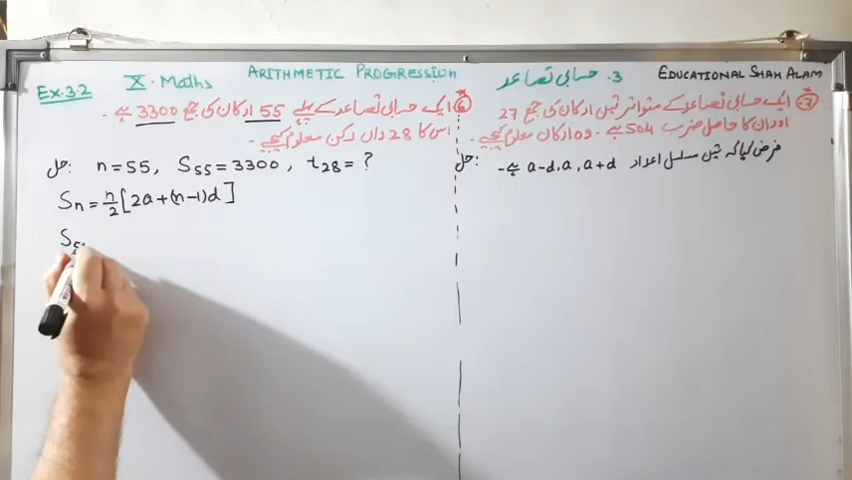 Ex.3.2 X. Maths ARITHMETIC PROGRESSION 3. حسابی تصاعد EDUCATIONAL SHAH ALAM
6 ایک حسابی تصاعد کے پہلے 55 ارکان کی جمع 3300 ہے۔
اس کا 28 واں رکن معلوم کیجیے۔
حل: n = 55, S55 = 3300, t28 = ?
Sn = n/2 [2a + (n-1)d]
S5
7 ایک حسابی تصاعد کے متواتر تین ارکان کی جمع 27
اور ان کا حاصل ضرب 504 ہے۔ وہ ارکان معلوم کیجیے۔
حل: فرض کیا کہ تین مسلسل اعداد a-d, a, a+d ہے۔